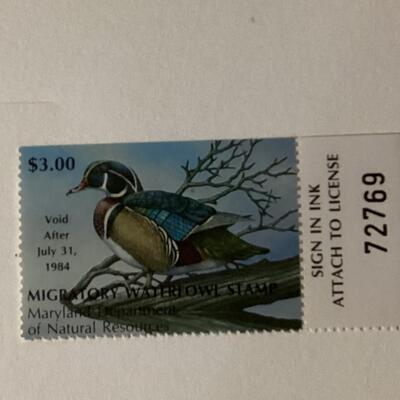 $3.00
Void
After
July 31,
1984
MIGRATORY WATERFOWL STAMP
Maryland Department
of Natural Resources
SIGN IN INK
ATTACH TO LICENSE
72769